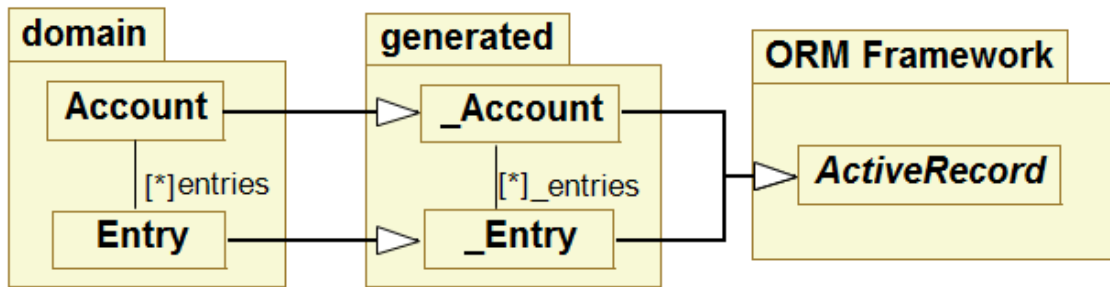 domain
Account
[*]entries
Entry
generated
_Account
[*]_entries
_Entry
ORM Framework
ActiveRecord